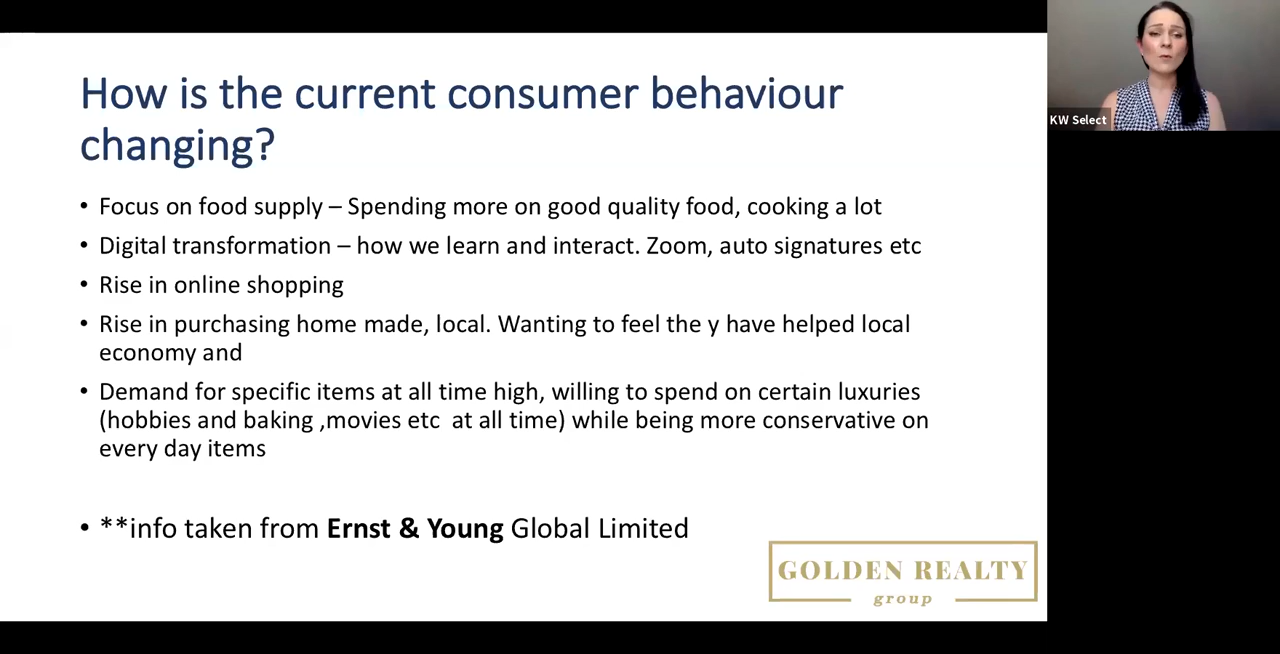 How is the current consumer behaviour
changing?
• Focus on food supply – Spending more on good quality food, cooking a lot
• Digital transformation – how we learn and interact. Zoom, auto signatures etc
• Rise in online shopping
• Rise in purchasing home made, local. Wanting to feel the y have helped local
economy and
• Demand for specific items at all time high, willing to spend on certain luxuries
(hobbies and baking ,movies etc  at all time) while being more conservative on
every day items
• **info taken from Ernst & Young Global Limited
GOLDEN REALTY
group
KW Select